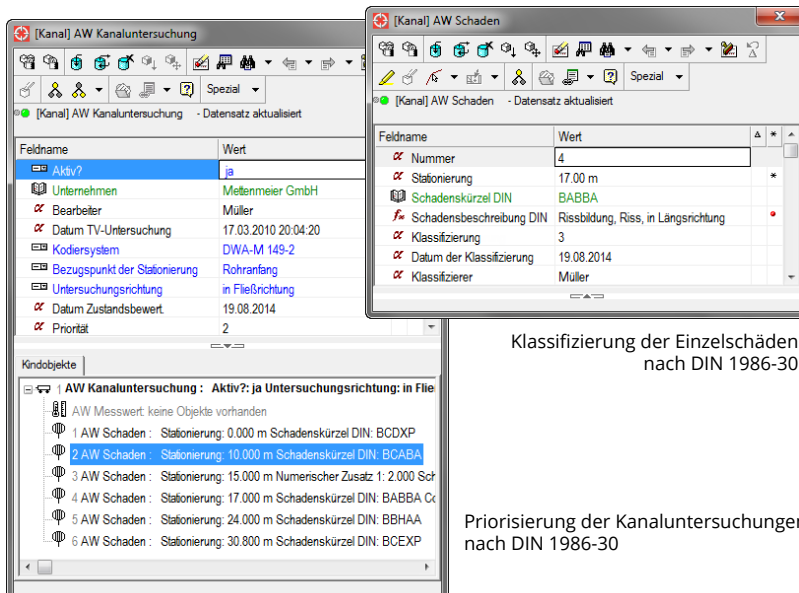 [Kanal] AW Kanaluntersuchung
Spezial
[Kanal] AW Kanaluntersuchung - Datensatz aktualisiert
Feldname Wert
Aktiv? ja
Unternehmen Mettenmeier GmbH
Bearbeiter Müller
Datum TV-Untersuchung 17.03.2010 20:04:20
Kodiersystem DWA-M 149-2
Bezugspunkt der Stationierung Rohranfang
Untersuchungsrichtung in Fließrichtung
Datum Zustandsbewert. 19.08.2014
Priorität 2
Kindobjekte
1 AW Kanaluntersuchung : Aktiv?: ja Untersuchungsrichtung: in Flie
AW Messwert: keine Objekte vorhanden
1 AW Schaden : Stationierung: 0.000 m Schadenskürzel DIN: BCDXP
2 AW Schaden : Stationierung: 10.000 m Schadenskürzel DIN: BCABA
3 AW Schaden : Stationierung: 15.000 m Numerischer Zusatz 1: 2.000 Sch
4 AW Schaden : Stationierung: 17.000 m Schadenskürzel DIN: BABBA Co
5 AW Schaden : Stationierung: 24.000 m Schadenskürzel DIN: BBHAA
6 AW Schaden : Stationierung: 30.800 m Schadenskürzel DIN: BCEXP
[Kanal] AW Schaden
Spezial
[Kanal] AW Schaden - Datensatz aktualisiert
Feldname Wert Δ *
Nummer 4
Stationierung 17.00 m *
Schadenskürzel DIN BABBA
Schadensbeschreibung DIN Rissbildung, Riss, in Längsrichtung
Klassifizierung 3
Datum der Klassifizierung 19.08.2014
Klassifizierer Müller
Klassifizierung der Einzelschäden
nach DIN 1986-30
Priorisierung der Kanaluntersuchungen
nach DIN 1986-30